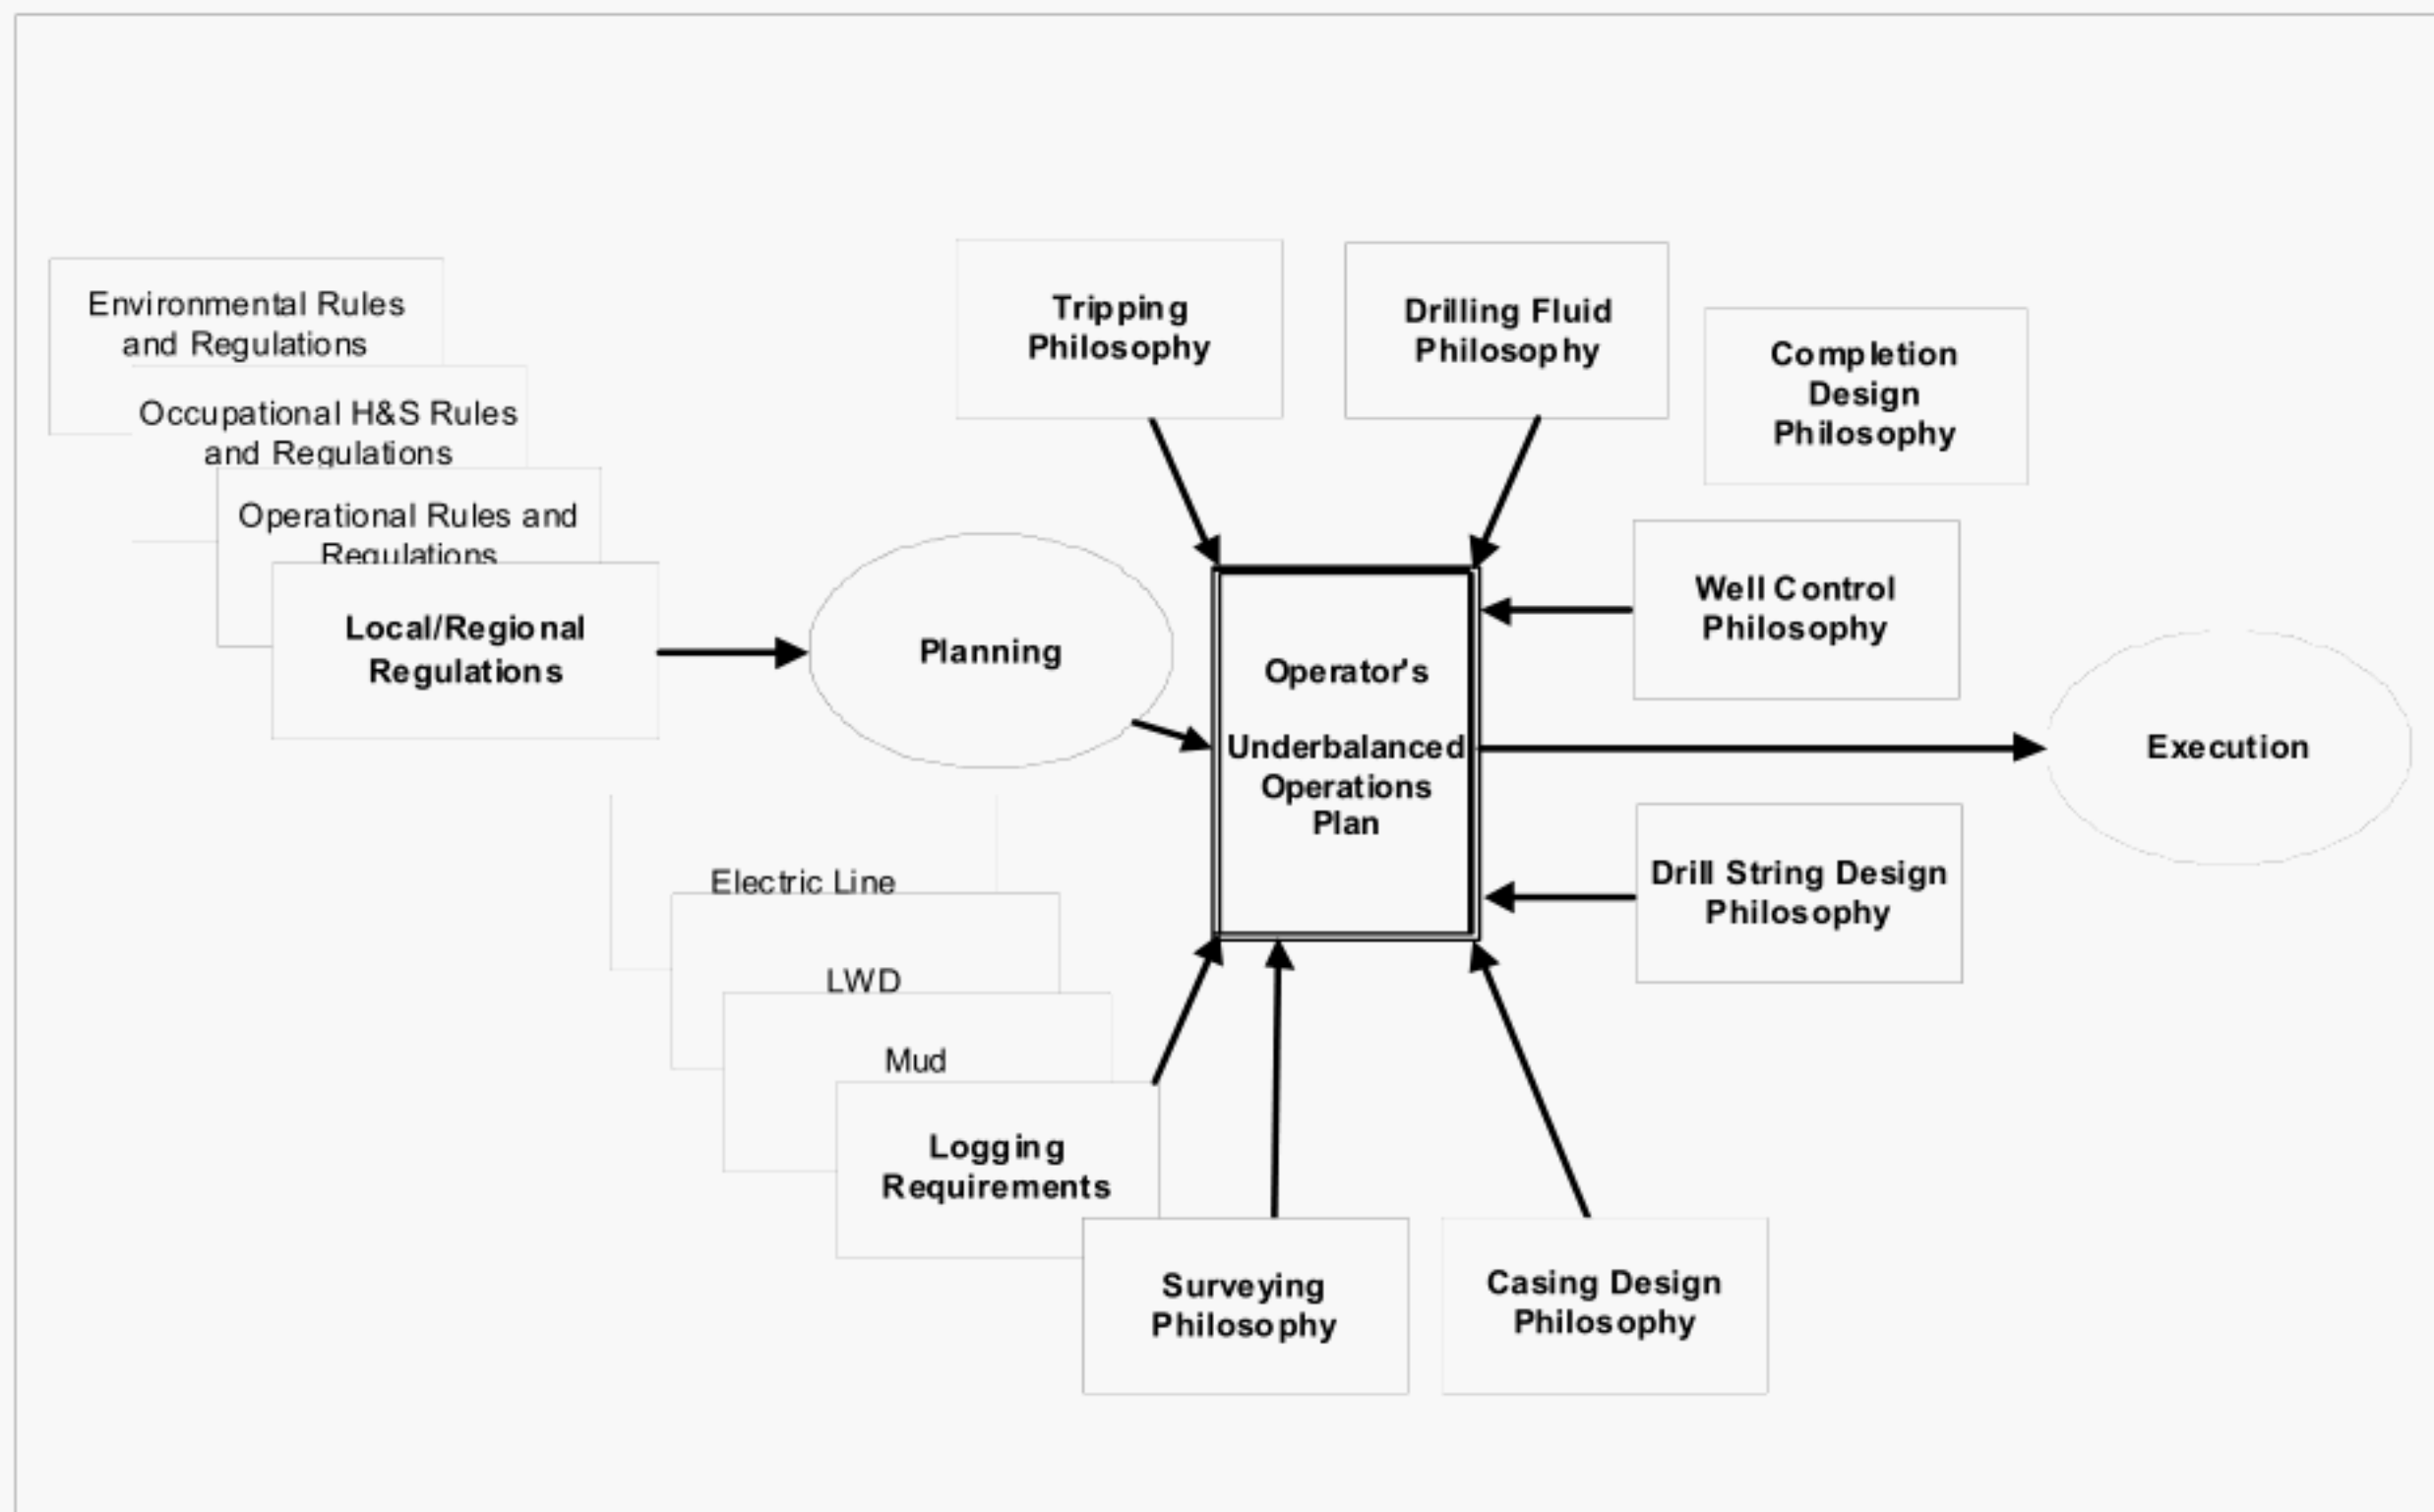 Environmental Rules
and Regulations
Occupational H&S Rules
and Regulations
Operational Rules and
Regulations
Local/Regional
Regulations
Planning
Tripping
Philosophy
Drilling Fluid
Philosophy
Completion
Design
Philosophy
Well Control
Philosophy
Operator's
Underbalanced
Operations
Plan
Execution
Drill String Design
Philosophy
Electric Line
LWD
Mud
Logging
Requirements
Surveying
Philosophy
Casing Design
Philosophy